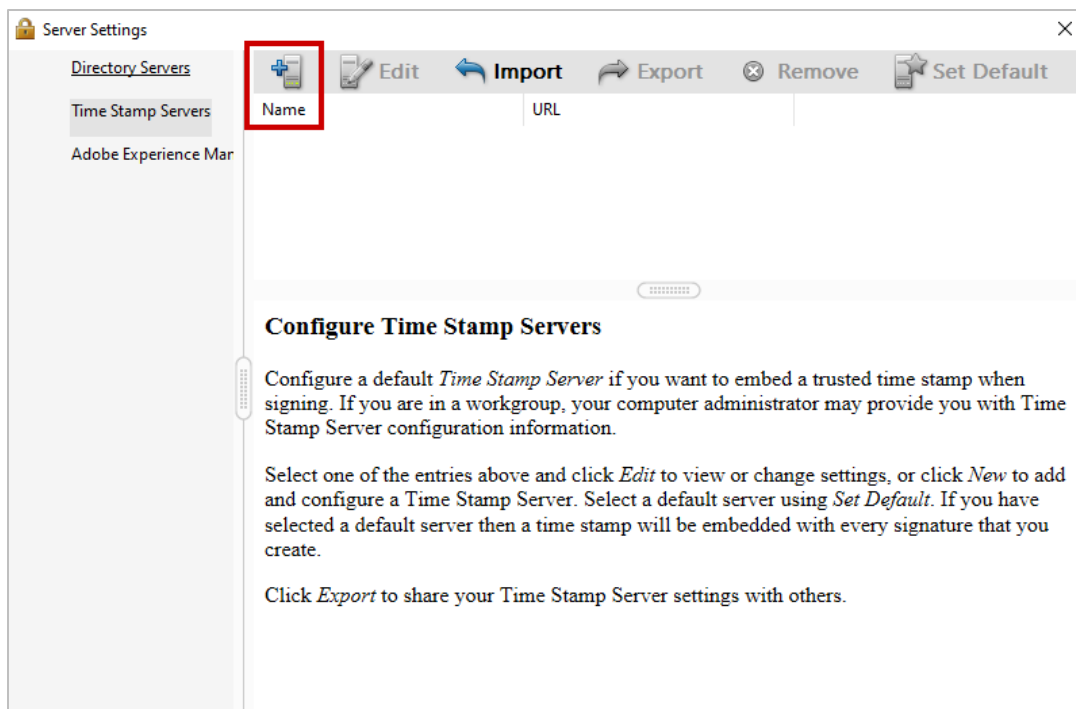 Server Settings
Directory Servers
Time Stamp Servers
Adobe Experience Mar
Edit Import Export Remove Set Default
Name URL
Configure Time Stamp Servers
Configure a default Time Stamp Server if you want to embed a trusted time stamp when
signing. If you are in a workgroup, your computer administrator may provide you with Time
Stamp Server configuration information.
Select one of the entries above and click Edit to view or change settings, or click New to add
and configure a Time Stamp Server. Select a default server using Set Default. If you have
selected a default server then a time stamp will be embedded with every signature that you
create.
Click Export to share your Time Stamp Server settings with others.